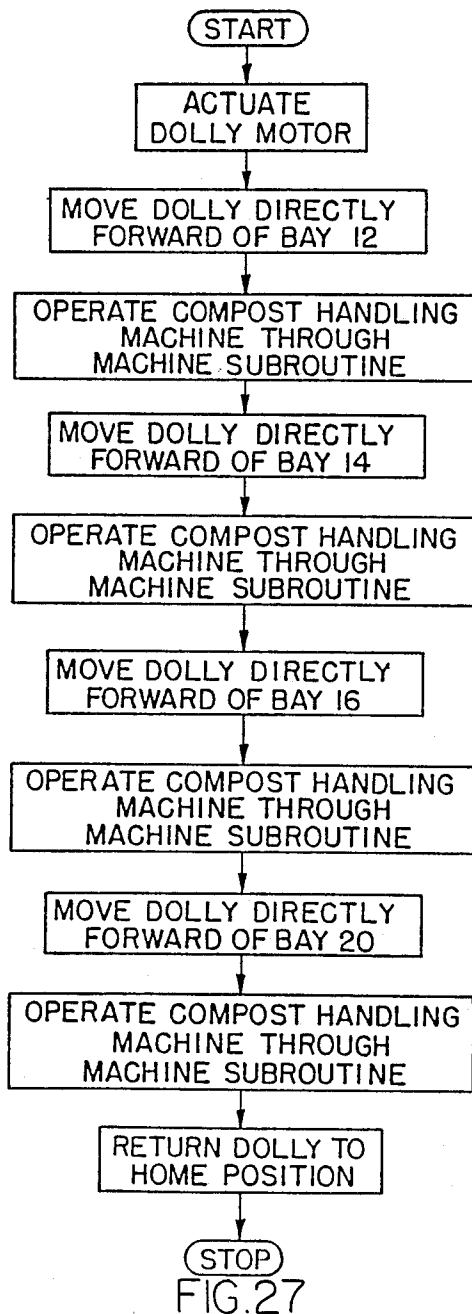 START
ACTUATE
DOLLY MOTOR
MOVE DOLLY DIRECTLY
FORWARD OF BAY 12
OPERATE COMPOST HANDLING
MACHINE THROUGH
MACHINE SUBROUTINE
MOVE DOLLY DIRECTLY
FORWARD OF BAY 14
OPERATE COMPOST HANDLING
MACHINE THROUGH
MACHINE SUBROUTINE
MOVE DOLLY DIRECTLY
FORWARD OF BAY 16
OPERATE COMPOST HANDLING
MACHINE THROUGH
MACHINE SUBROUTINE
MOVE DOLLY DIRECTLY
FORWARD OF BAY 20
OPERATE COMPOST HANDLING
MACHINE THROUGH
MACHINE SUBROUTINE
RETURN DOLLY TO
HOME POSITION
STOP
FIG.27